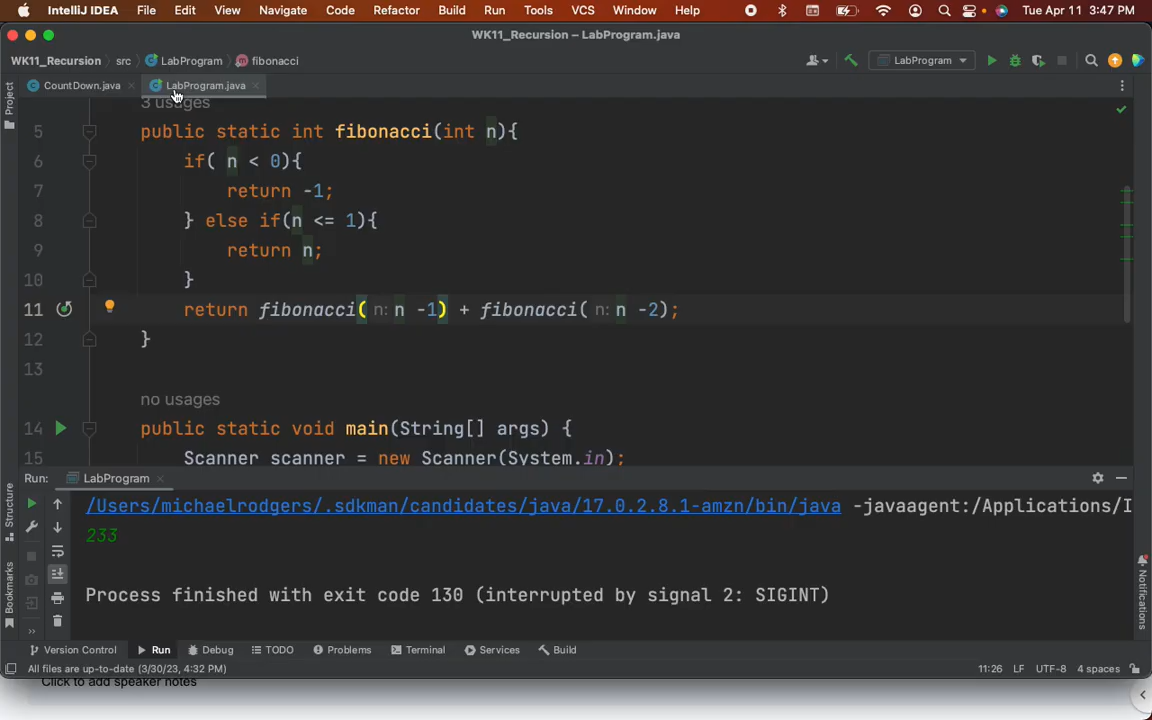 IntelliJ IDEA File Edit View Navigate Code Refactor Build Run Tools VCS Window Help Tue Apr 11 3:47 PM
WK11_Recursion – LabProgram.java
WK11_Recursion src LabProgram fibonacci LabProgram
CountDown.java LabProgram.java
Project
3 usages
5 public static int fibonacci(int n){
6 if( n < 0){
7 return -1;
8 } else if(n <= 1){
9 return n;
10 }
11 return fibonacci( n: n -1) + fibonacci( n: n -2);
12 }
13
no usages
14 public static void main(String[] args) {
15 Scanner scanner = new Scanner(System.in);
Run: LabProgram
/Users/michaelrodgers/.sdkman/candidates/java/17.0.2.8.1-amzn/bin/java -javaagent:/Applications/I
233
Process finished with exit code 130 (interrupted by signal 2: SIGINT)
Structure
Bookmarks
Notifications
Version Control Run Debug TODO Problems Terminal Services Build
All files are up-to-date (3/30/23, 4:32 PM) 11:26 LF UTF-8 4 spaces
Click to add speaker notes